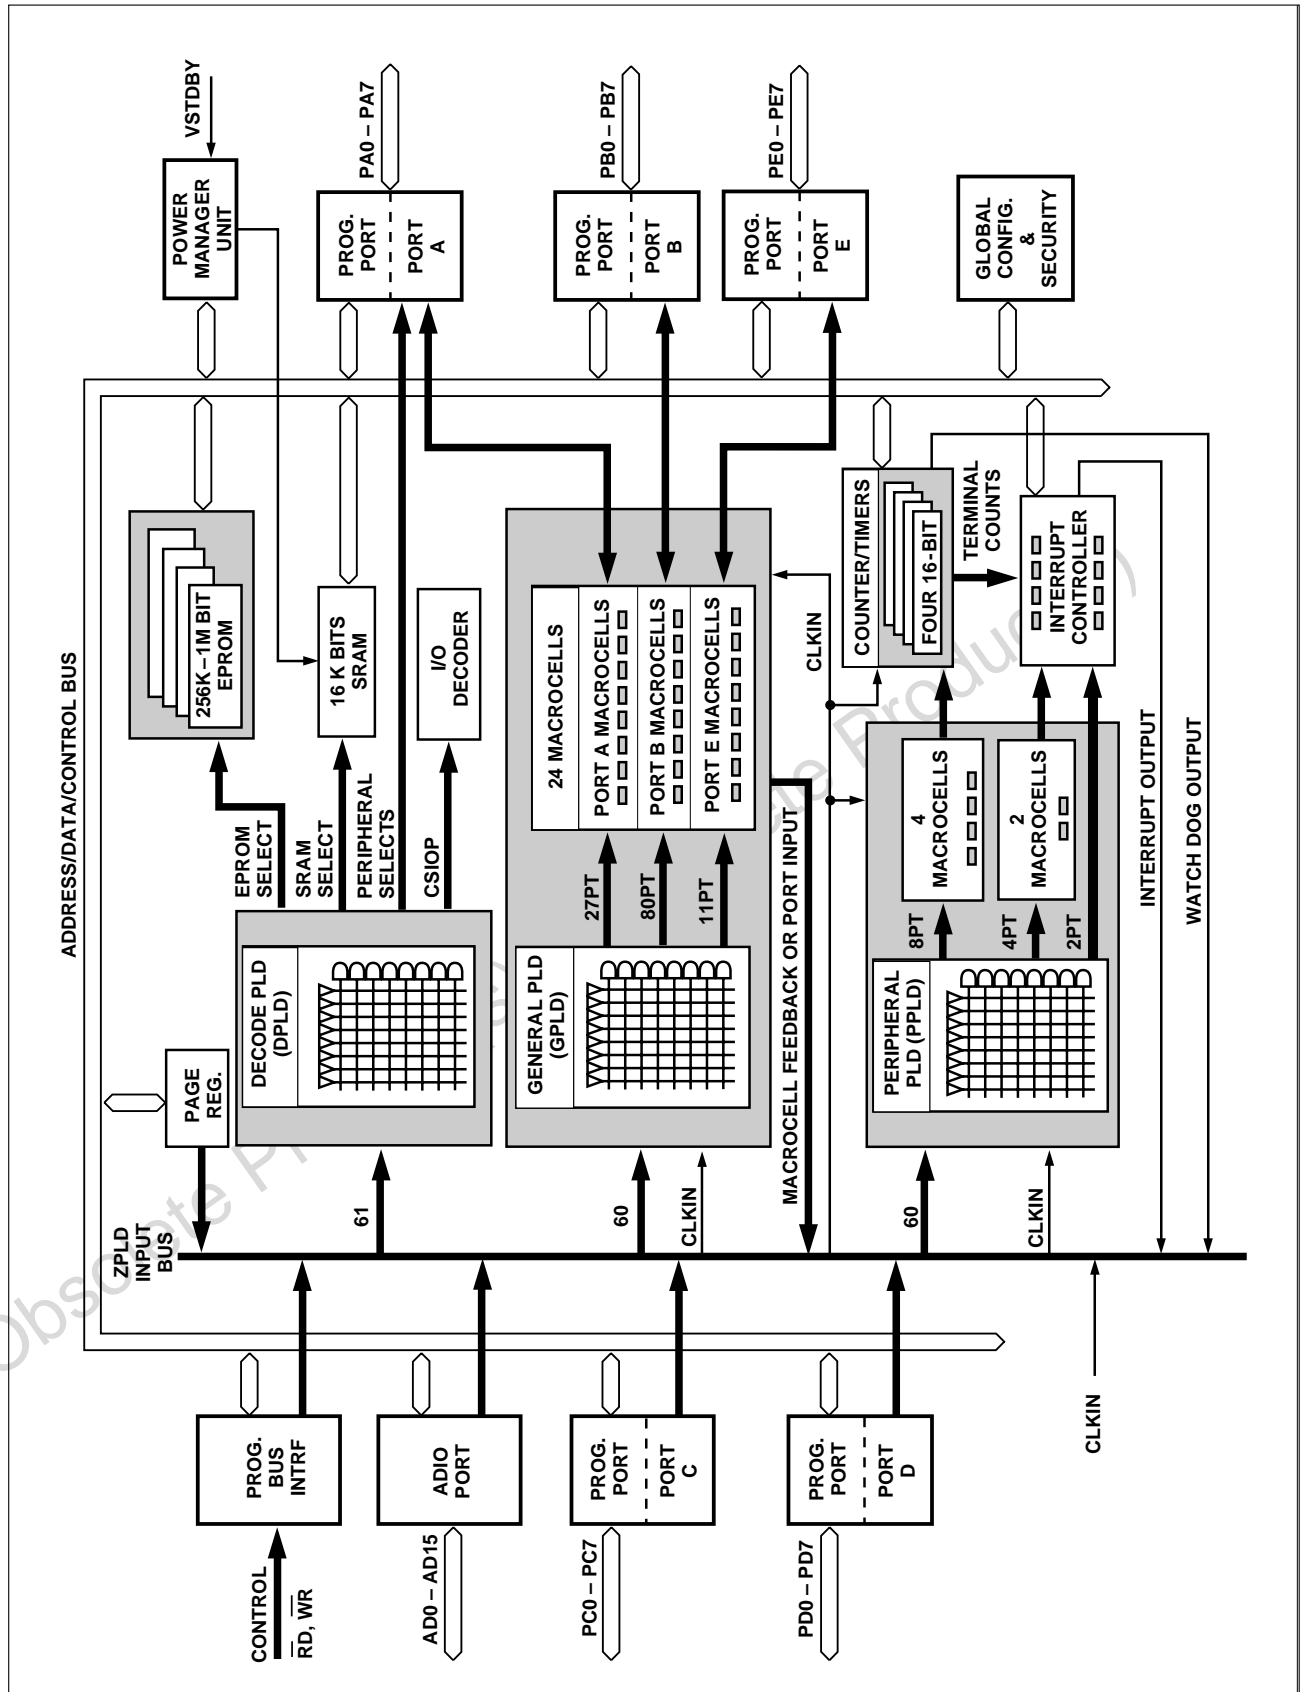 VSTDBY
POWER
MANAGER
UNIT
PA0 – PA7
PROG.
PORT
PORT
A
PB0 – PB7
PROG.
PORT
PORT
B
PE0 – PE7
PROG.
PORT
PORT
E
GLOBAL
CONFIG.
&
SECURITY
ADDRESS/DATA/CONTROL BUS
256K – 1M BIT
EPROM
16 K BITS
SRAM
I/O
DECODER
24 MACROCELLS
PORT A MACROCELLS
PORT B MACROCELLS
PORT E MACROCELLS
CLKIN
COUNTER/TIMERS
FOUR 16-BIT
TERMINAL
COUNTS
INTERRUPT
CONTROLLER
EPROM
SELECT
SRAM
SELECT
PERIPHERAL
SELECTS
CSIOP
27PT
80PT
11PT
MACROCELL FEEDBACK OR PORT INPUT
4
MACROCELLS
2
MACROCELLS
8PT
4PT
2PT
INTERRUPT OUTPUT
WATCH DOG OUTPUT
PAGE
REG.
DECODE PLD
(DPLD)
GENERAL PLD
(GPLD)
PERIPHERAL
PLD (PPLD)
ZPLD
INPUT
BUS
61
60
CLKIN
60
CLKIN
PROG.
BUS
INTRF
ADIO
PORT
PROG.
PORT
PORT
C
PROG.
PORT
PORT
D
CLKIN
CONTROL
R̅D̅, W̅R̅
AD0 – AD15
PC0 – PC7
PD0 – PD7
Obsolete Product(s)